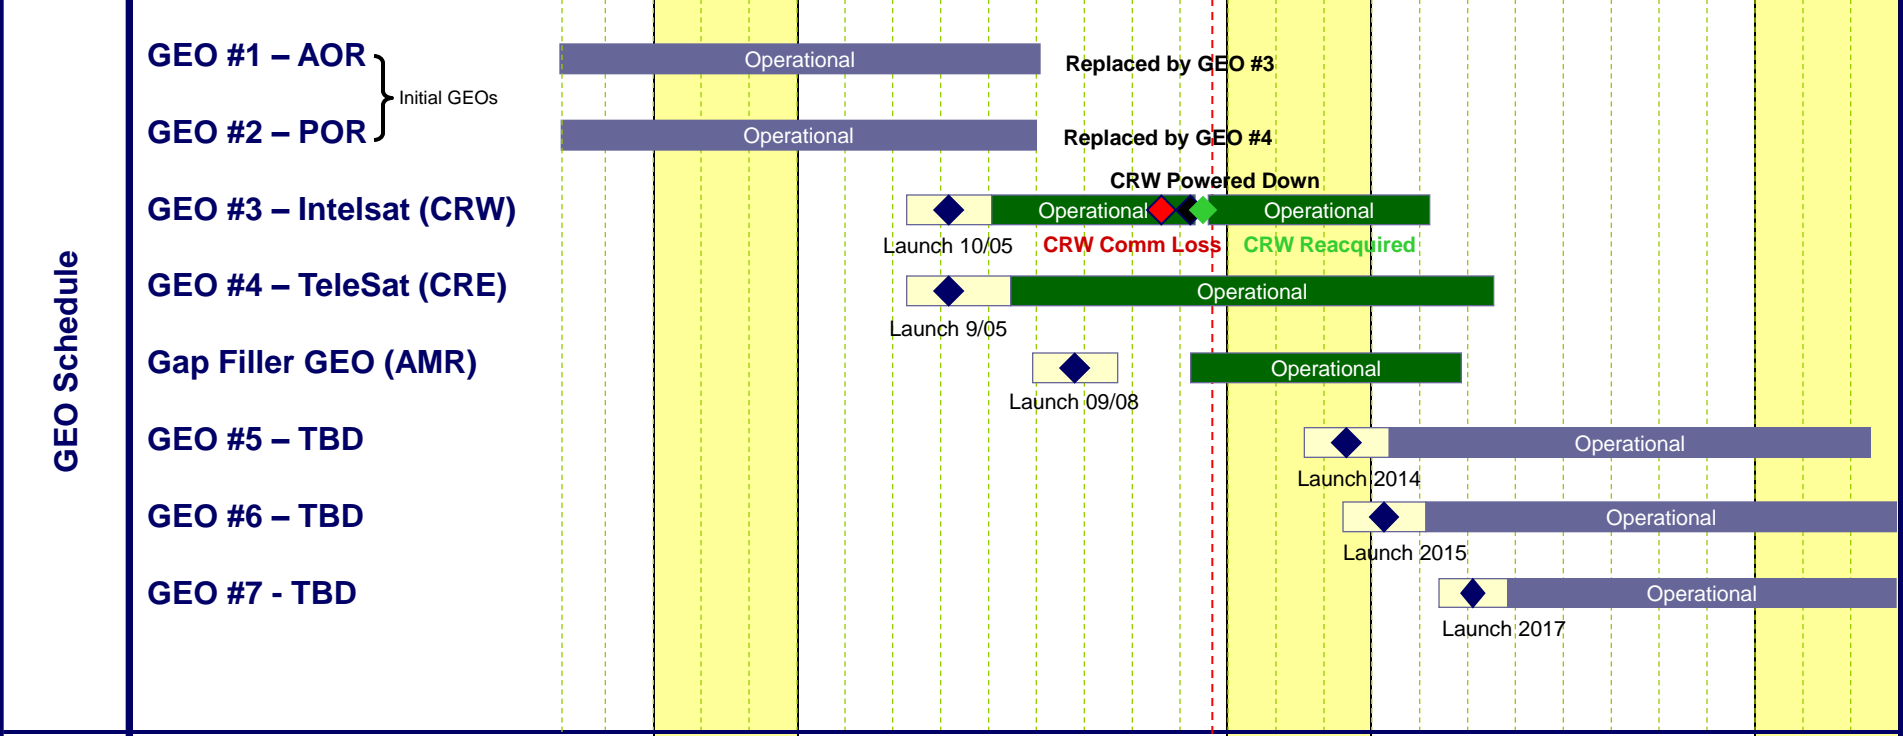 GEO Schedule
GEO #1 – AOR
Operational
Replaced by GEO #3
Initial GEOs
GEO #2 – POR
Operational
Replaced by GEO #4
CRW Powered Down
GEO #3 – Intelsat (CRW)
Operational
Operational
Launch 10/05
CRW Comm Loss
CRW Reacquired
GEO #4 – TeleSat (CRE)
Operational
Launch 9/05
Gap Filler GEO (AMR)
Operational
Launch 09/08
GEO #5 – TBD
Operational
Launch 2014
GEO #6 – TBD
Operational
Launch 2015
GEO #7 - TBD
Operational
Launch 2017